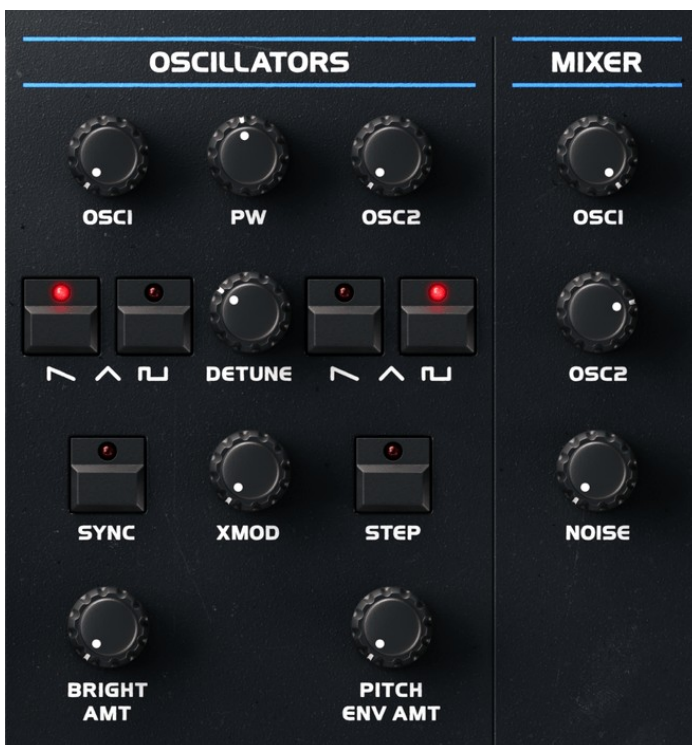 OSCILLATORS
MIXER
OSC1
PW
OSC2
OSC1
DETUNE
OSC2
SYNC
XMOD
STEP
NOISE
BRIGHT
AMT
PITCH
ENV AMT